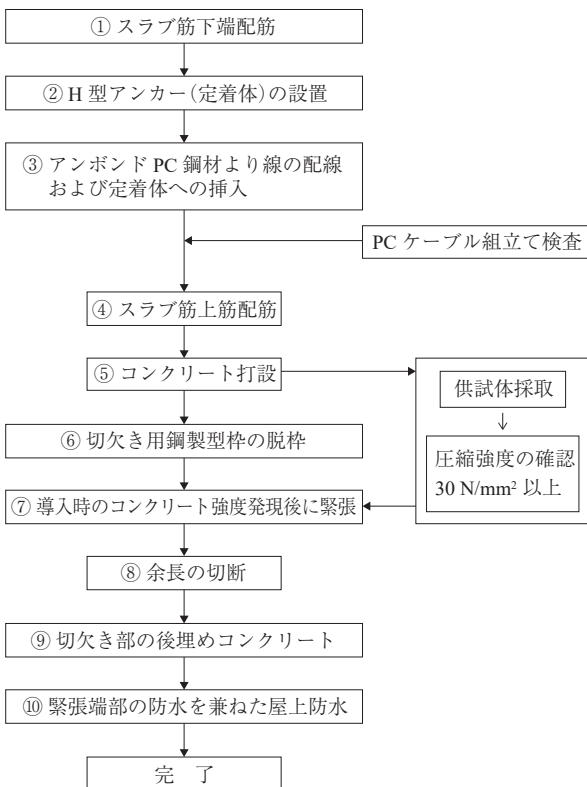 ① スラブ筋下端配筋
② H 型アンカー(定着体)の設置
③ アンボンド PC 鋼材より線の配線
および定着体への挿入
PC ケーブル組立て検査
④ スラブ筋上筋配筋
⑤ コンクリート打設
供試体採取
⑥ 切欠き用鋼製型枠の脱枠
圧縮強度の確認
30 N/mm² 以上
⑦ 導入時のコンクリート強度発現後に緊張
⑧ 余長の切断
⑨ 切欠き部の後埋めコンクリート
⑩ 緊張端部の防水を兼ねた屋上防水
完 了